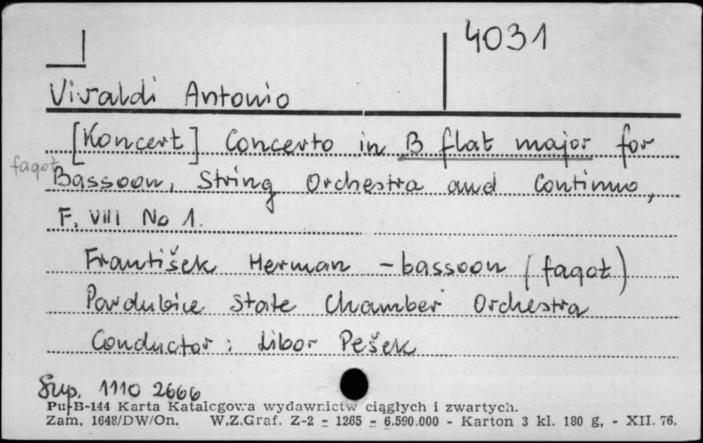 4031
Vivaldi Antonio
[Koncert] Concerto in B flat major for
fagot
Bassoon, String Orchestra and Continuo,
F. VIII No 1.
František Herman - bassoon (fagot)
Pardubice State Chamber Orchestra
Conductor: Libor Pešek
Sup. 1110 2666
Pu-B-144 Karta Katalogowa wydawnictw ciągłych i zwartych.
Zam. 1648/DW/On. W.Z.Graf. Z-2 - 1265 - 6.590.000 - Karton 3 kl. 180 g, - XII. 76.